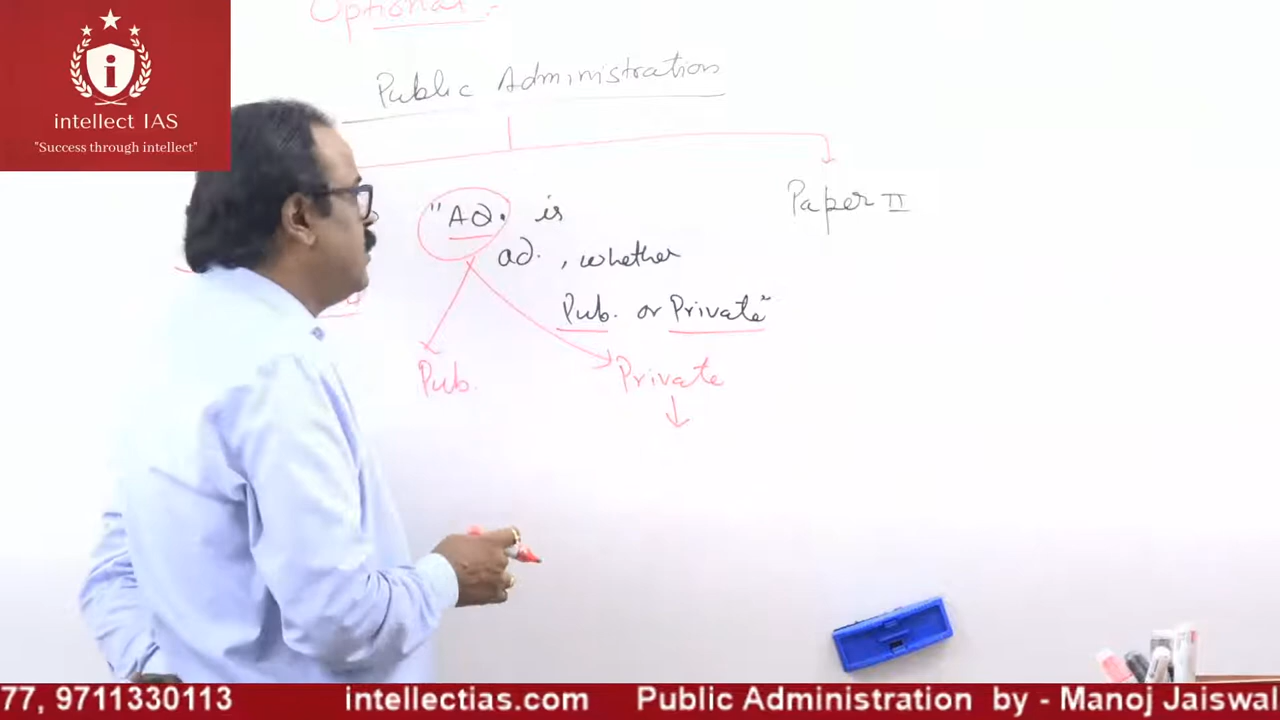 Optional :-
intellect IAS
"Success through intellect"
Public Administration
Paper II
"Ad. is
ad. , whether
Pub. or Private"
Pub.
Private
77, 9711330113 intellectias.com Public Administration by - Manoj Jaiswal